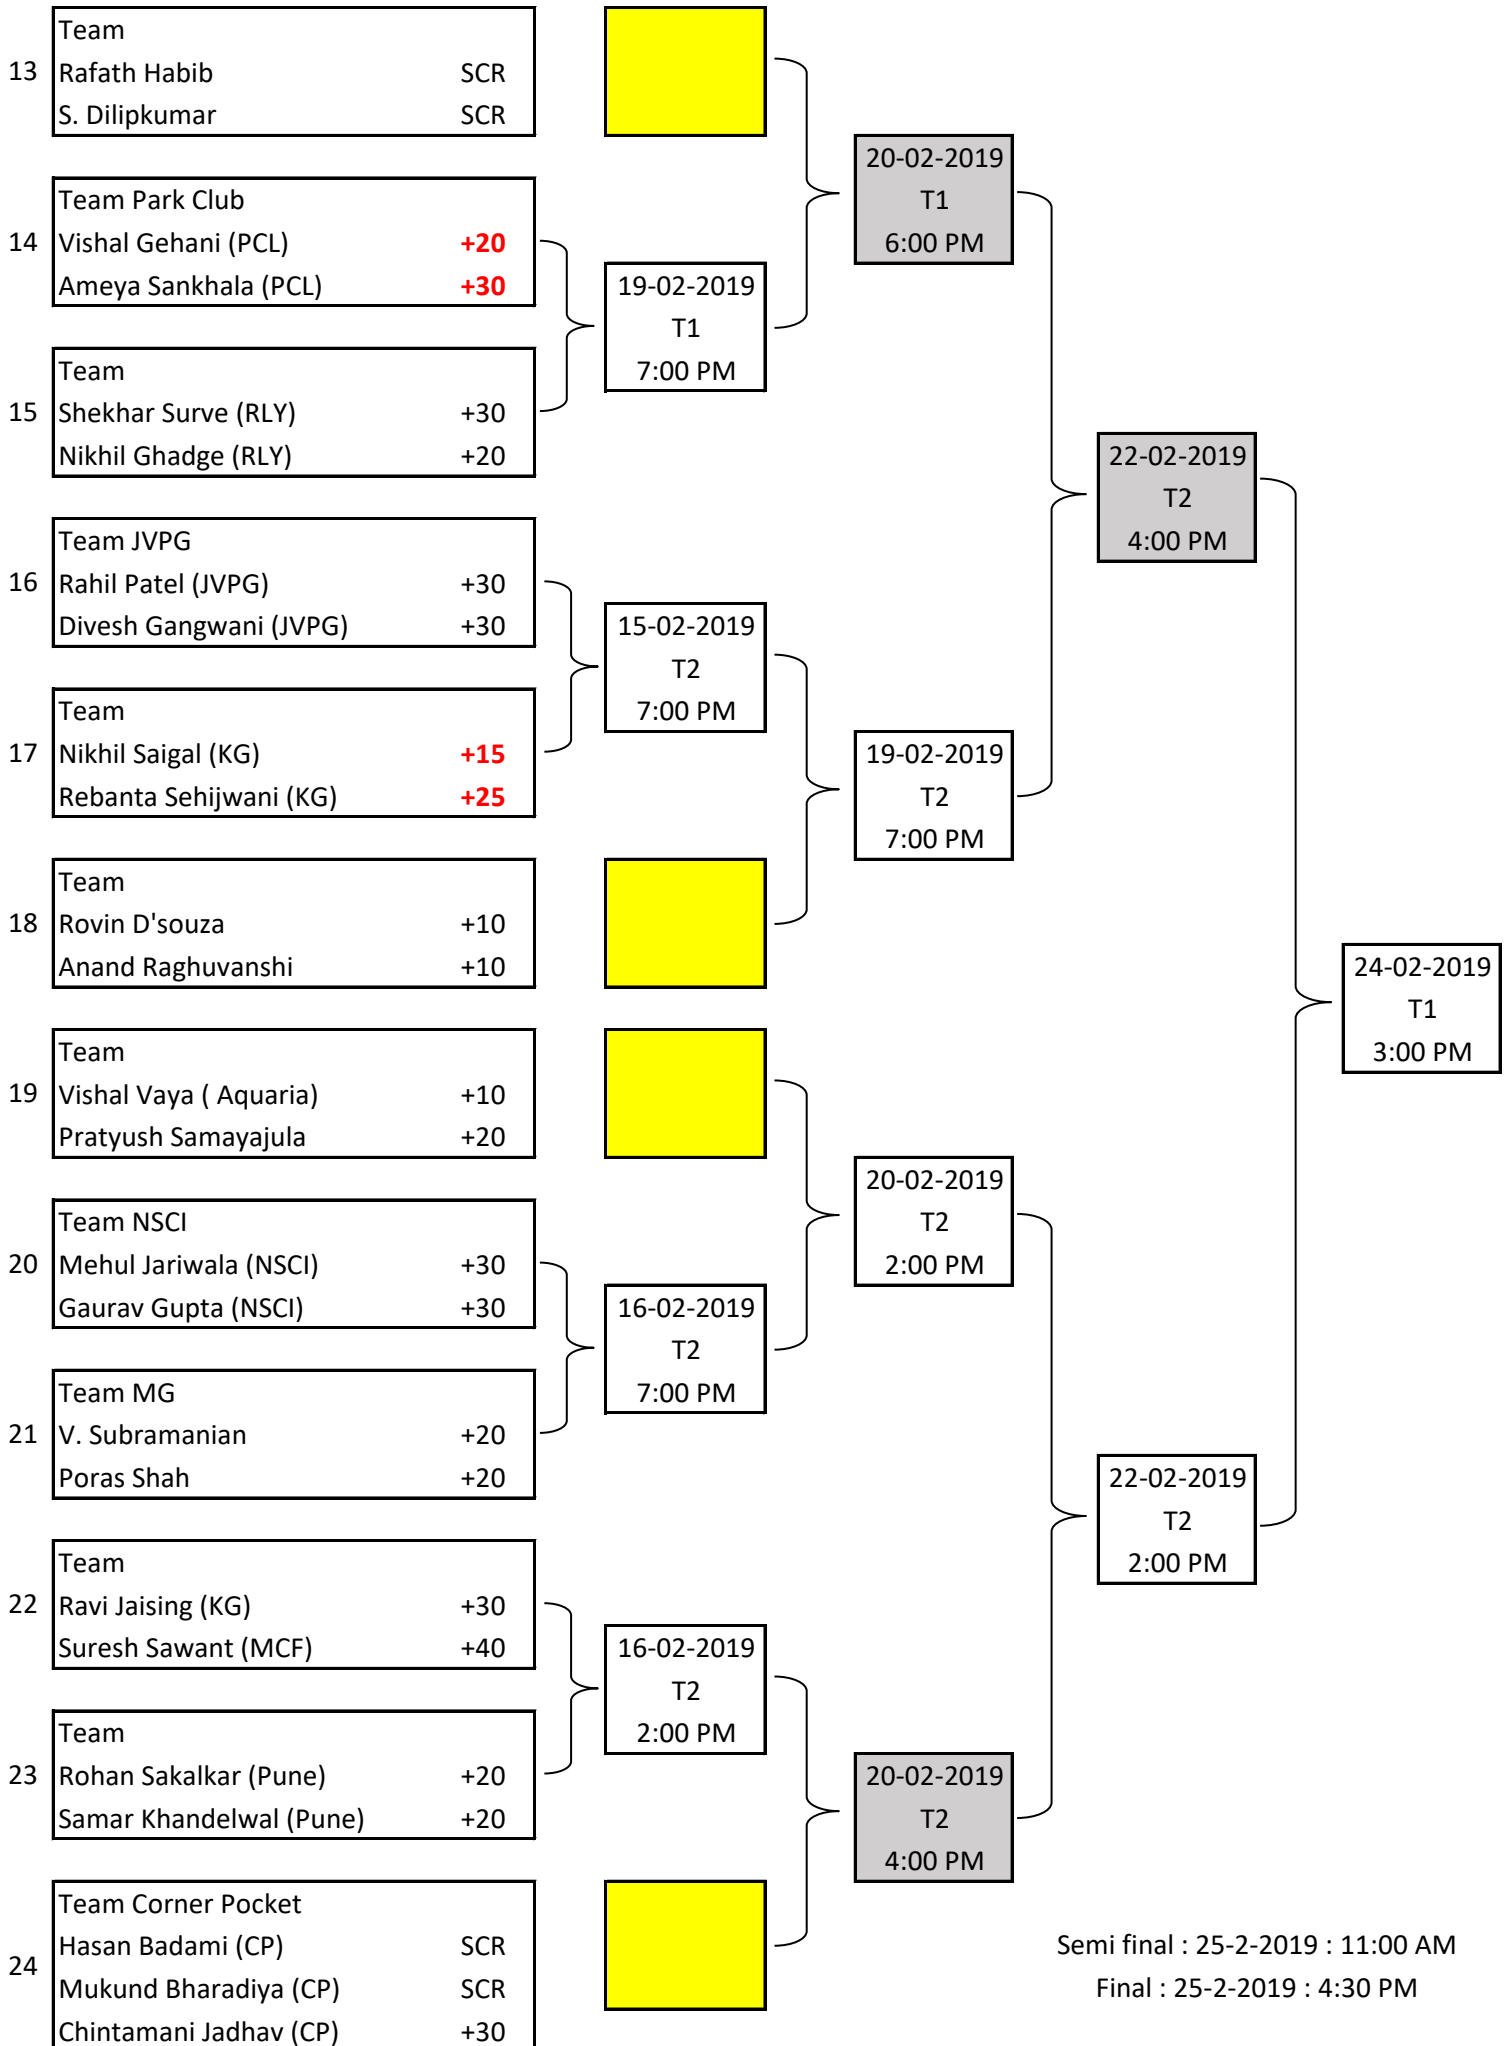 Team
13
Rafath Habib SCR
S. Dilipkumar SCR
20-02-2019
T1
6:00 PM
Team Park Club
14
Vishal Gehani (PCL) +20
Ameya Sankhala (PCL) +30
19-02-2019
T1
7:00 PM
Team
15
Shekhar Surve (RLY) +30
Nikhil Ghadge (RLY) +20
22-02-2019
T2
4:00 PM
Team JVPG
16
Rahil Patel (JVPG) +30
Divesh Gangwani (JVPG) +30
15-02-2019
T2
7:00 PM
Team
17
Nikhil Saigal (KG) +15
Rebanta Sehijwani (KG) +25
19-02-2019
T2
7:00 PM
Team
18
Rovin D'souza +10
Anand Raghuvanshi +10
24-02-2019
T1
3:00 PM
Team
19
Vishal Vaya ( Aquaria) +10
Pratyush Samayajula +20
20-02-2019
T2
2:00 PM
Team NSCI
20
Mehul Jariwala (NSCI) +30
Gaurav Gupta (NSCI) +30
16-02-2019
T2
7:00 PM
Team MG
21
V. Subramanian +20
Poras Shah +20
22-02-2019
T2
2:00 PM
Team
22
Ravi Jaising (KG) +30
Suresh Sawant (MCF) +40
16-02-2019
T2
2:00 PM
Team
23
Rohan Sakalkar (Pune) +20
Samar Khandelwal (Pune) +20
20-02-2019
T2
4:00 PM
Team Corner Pocket
24
Hasan Badami (CP) SCR
Mukund Bharadiya (CP) SCR
Chintamani Jadhav (CP) +30
Semi final : 25-2-2019 : 11:00 AM
Final : 25-2-2019 : 4:30 PM